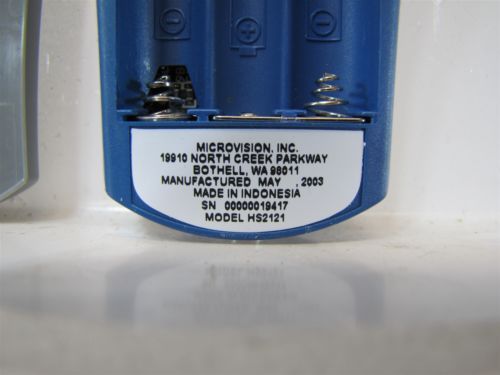 MICROVISION, INC.
19910 NORTH CREEK PARKWAY
BOTHELL, WA 98011
MANUFACTURED MAY , 2003
MADE IN INDONESIA
SN 00000019417
MODEL HS2121